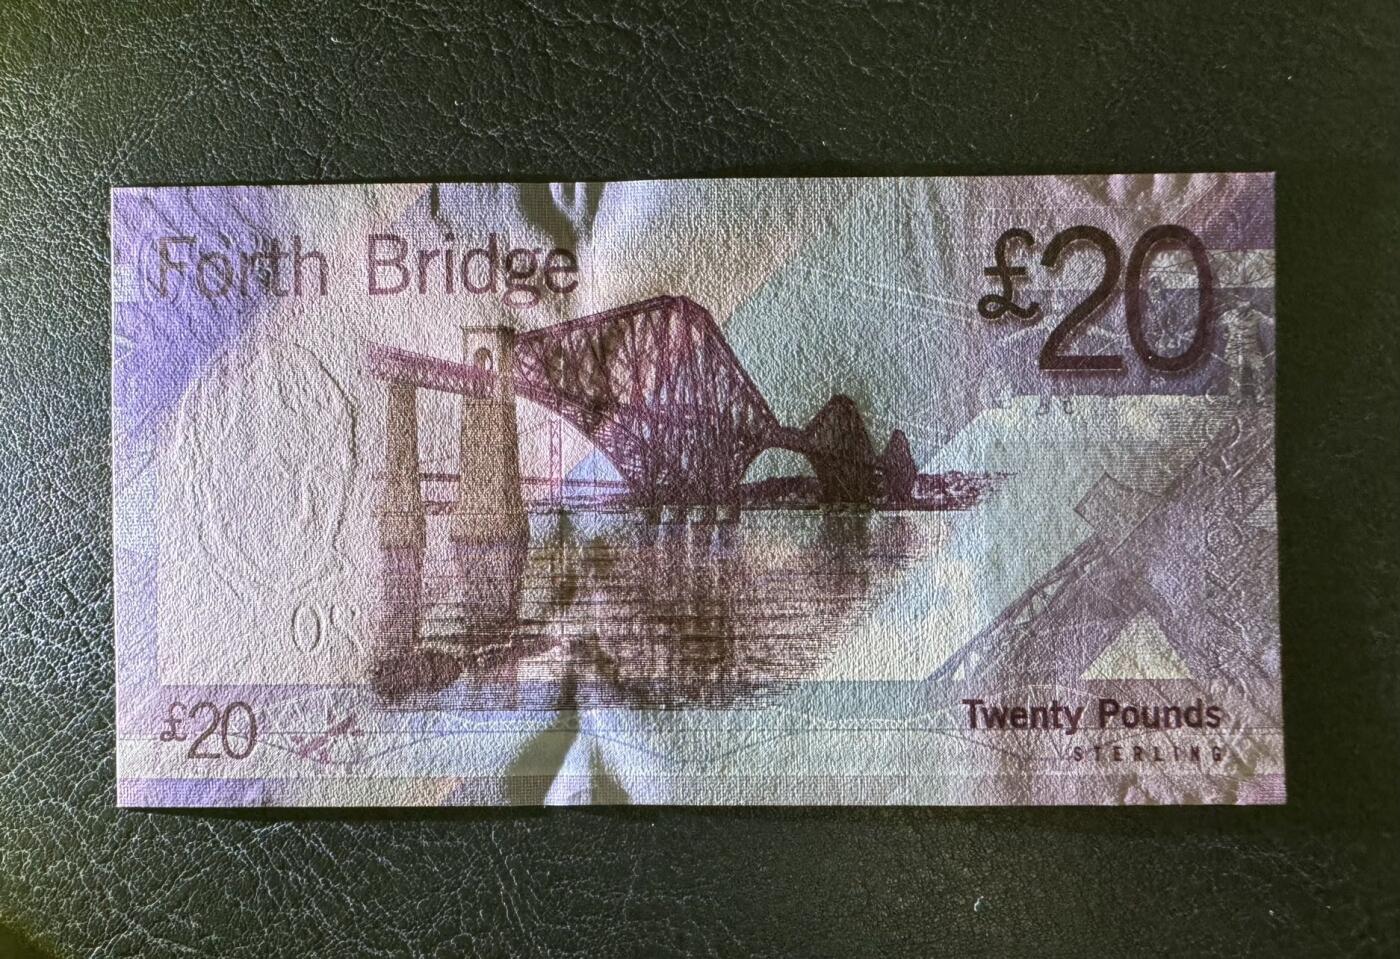 Forth Bridge
£20
£20
Twenty Pounds
STERLING